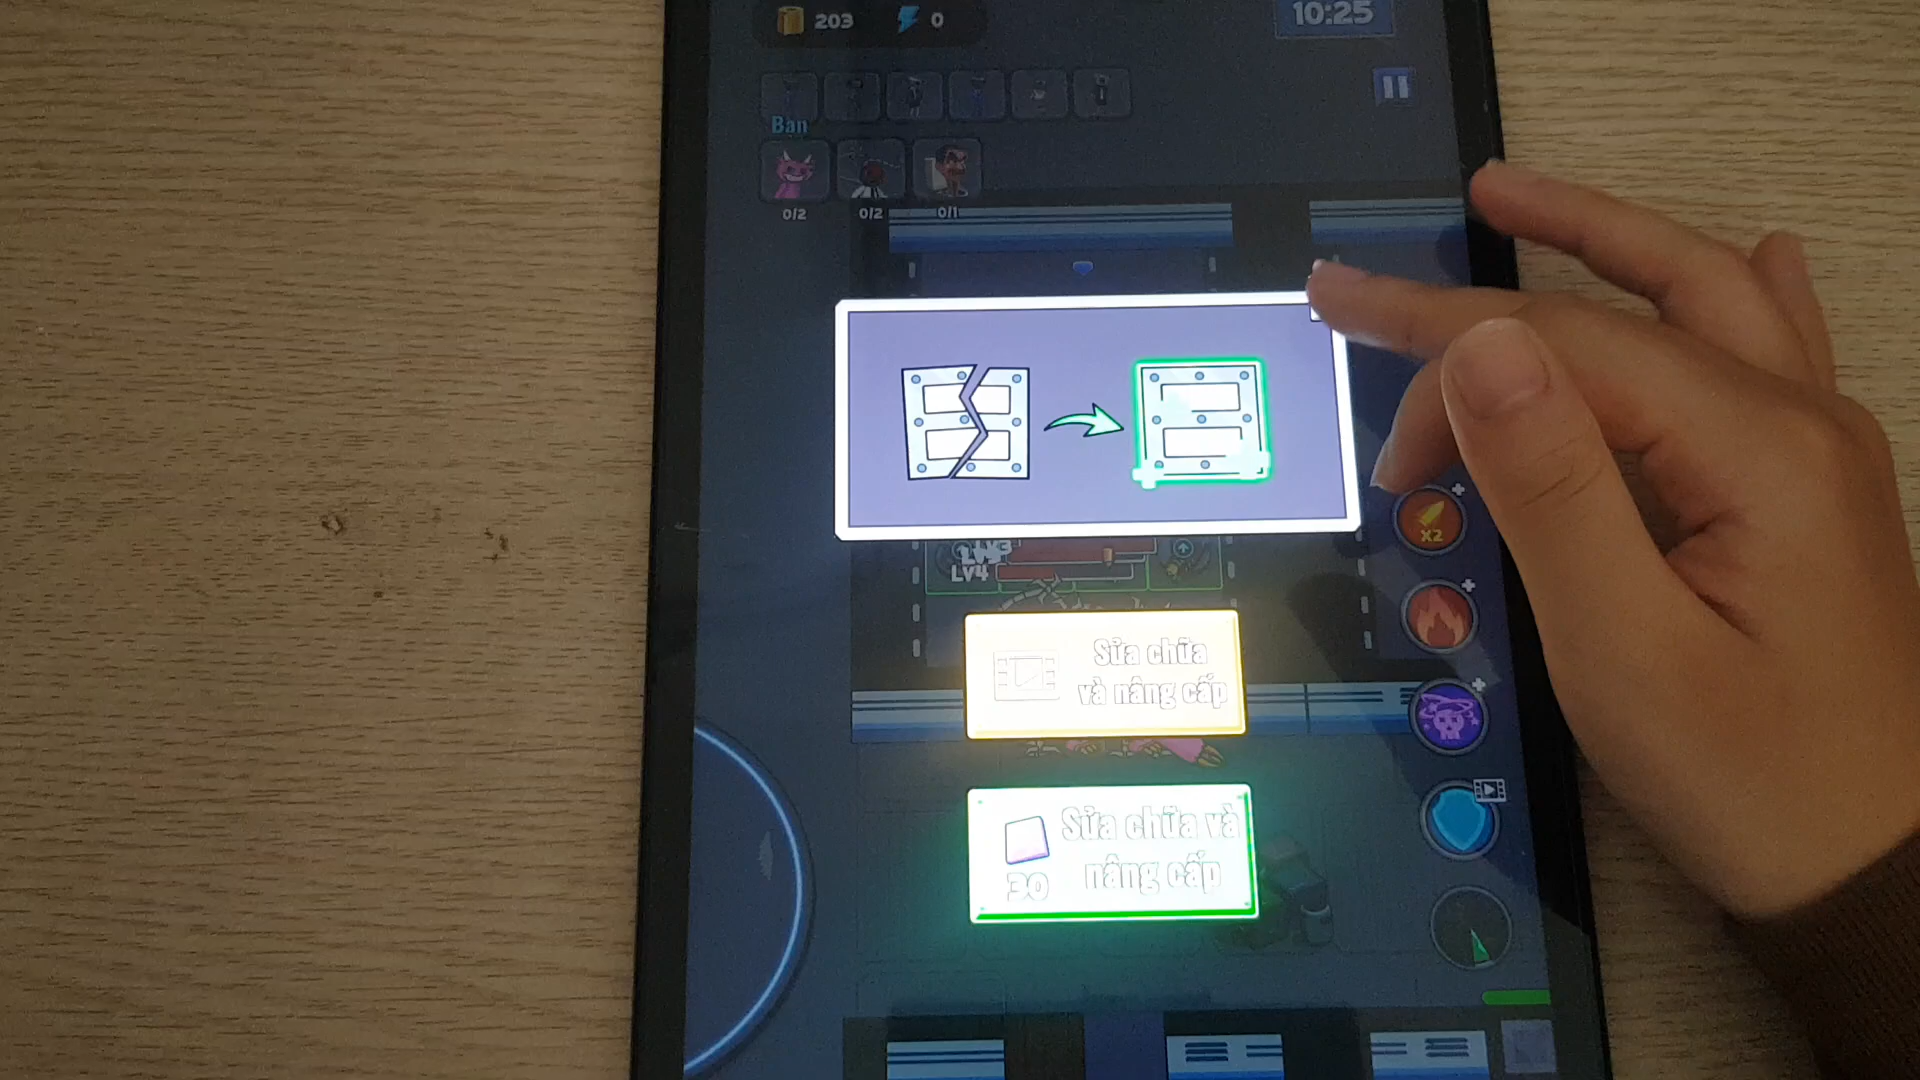 203
0
10:25
Ban
0/2
0/2
0/1
X2
LV3
LV4
Sửa chữa
và nâng cấp
Sửa chữa và
nâng cấp
30